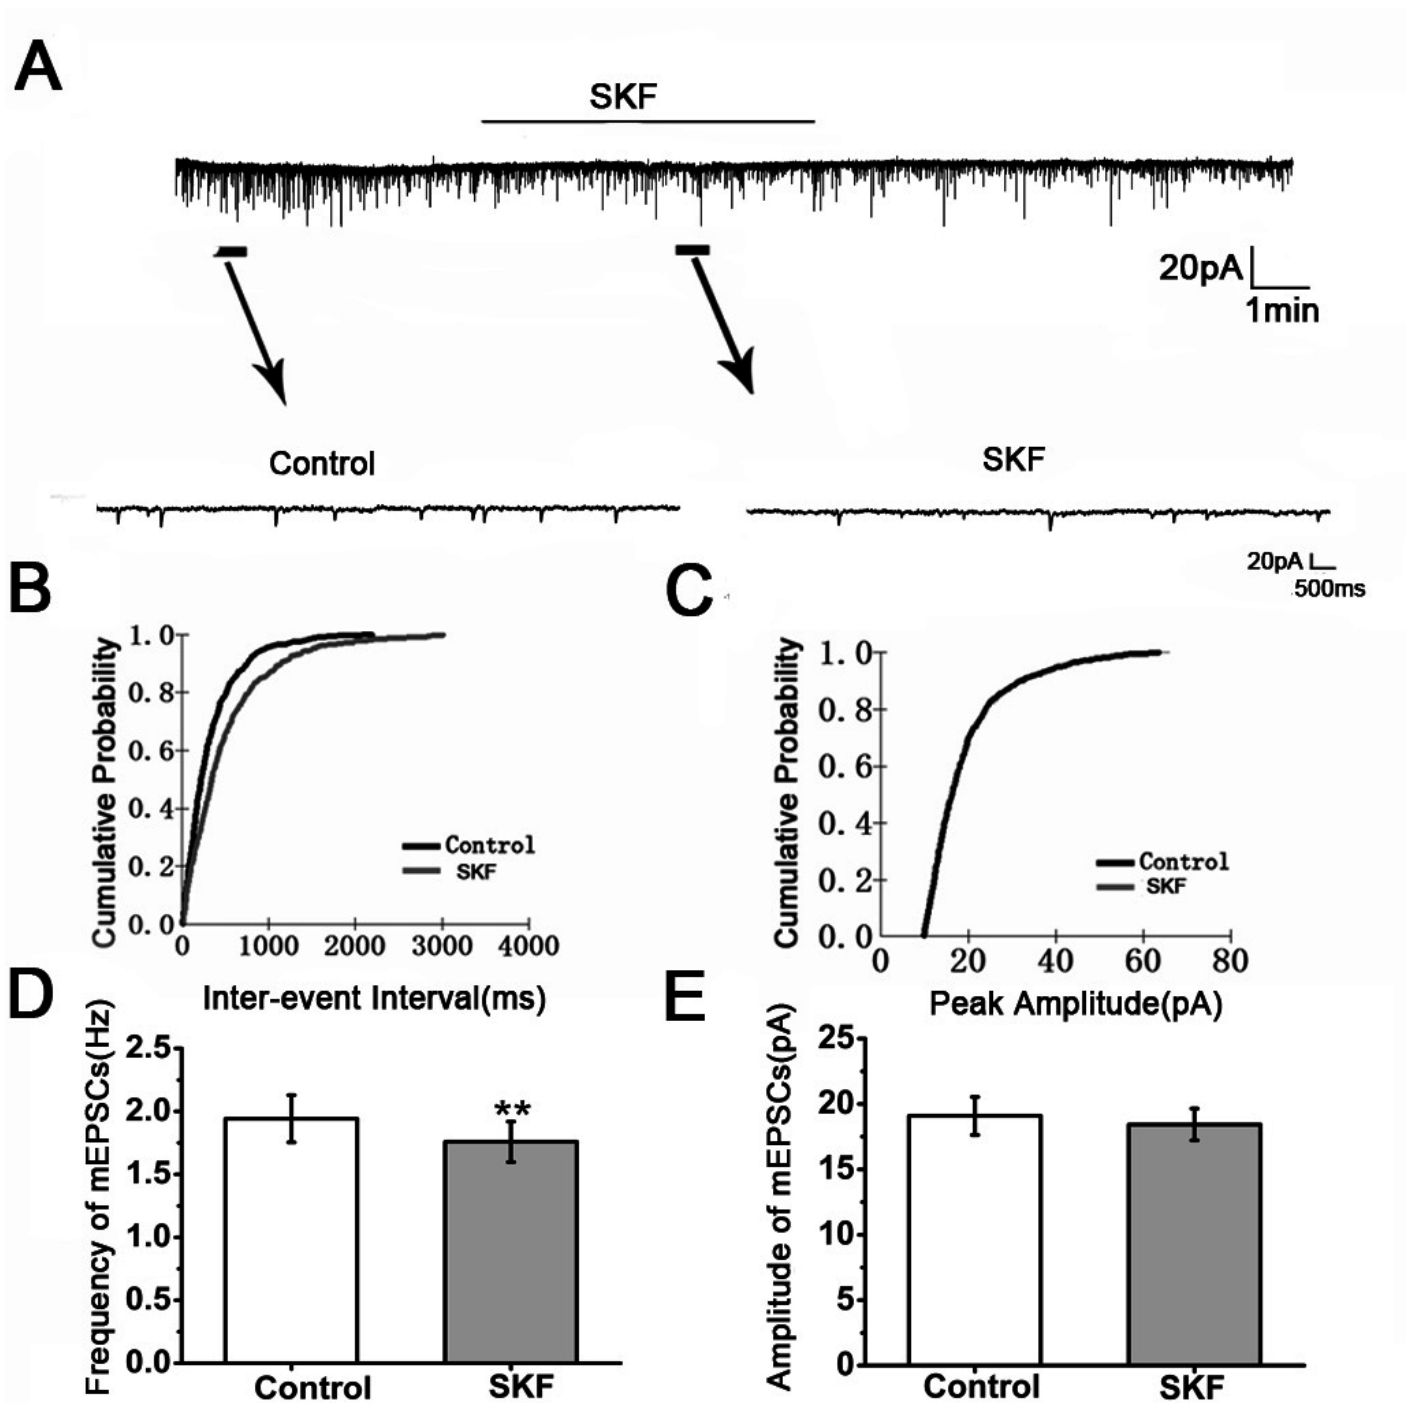 A
SKF
20pA
1min
Control
SKF
20pA
500ms
B
Cumulative Probability
1.0
0.8
0.6
0.4
0.2
0.0
0
1000
2000
3000
4000
Control
SKF
Inter-event Interval(ms)
C
Cumulative Probability
1.0
0.8
0.6
0.4
0.2
0.0
0
20
40
60
80
Control
SKF
Peak Amplitude(pA)
D
Frequency of mEPSCs(Hz)
2.5
2.0
1.5
1.0
0.5
0.0
**
Control
SKF
E
Amplitude of mEPSCs(pA)
25
20
15
10
5
0
Control
SKF